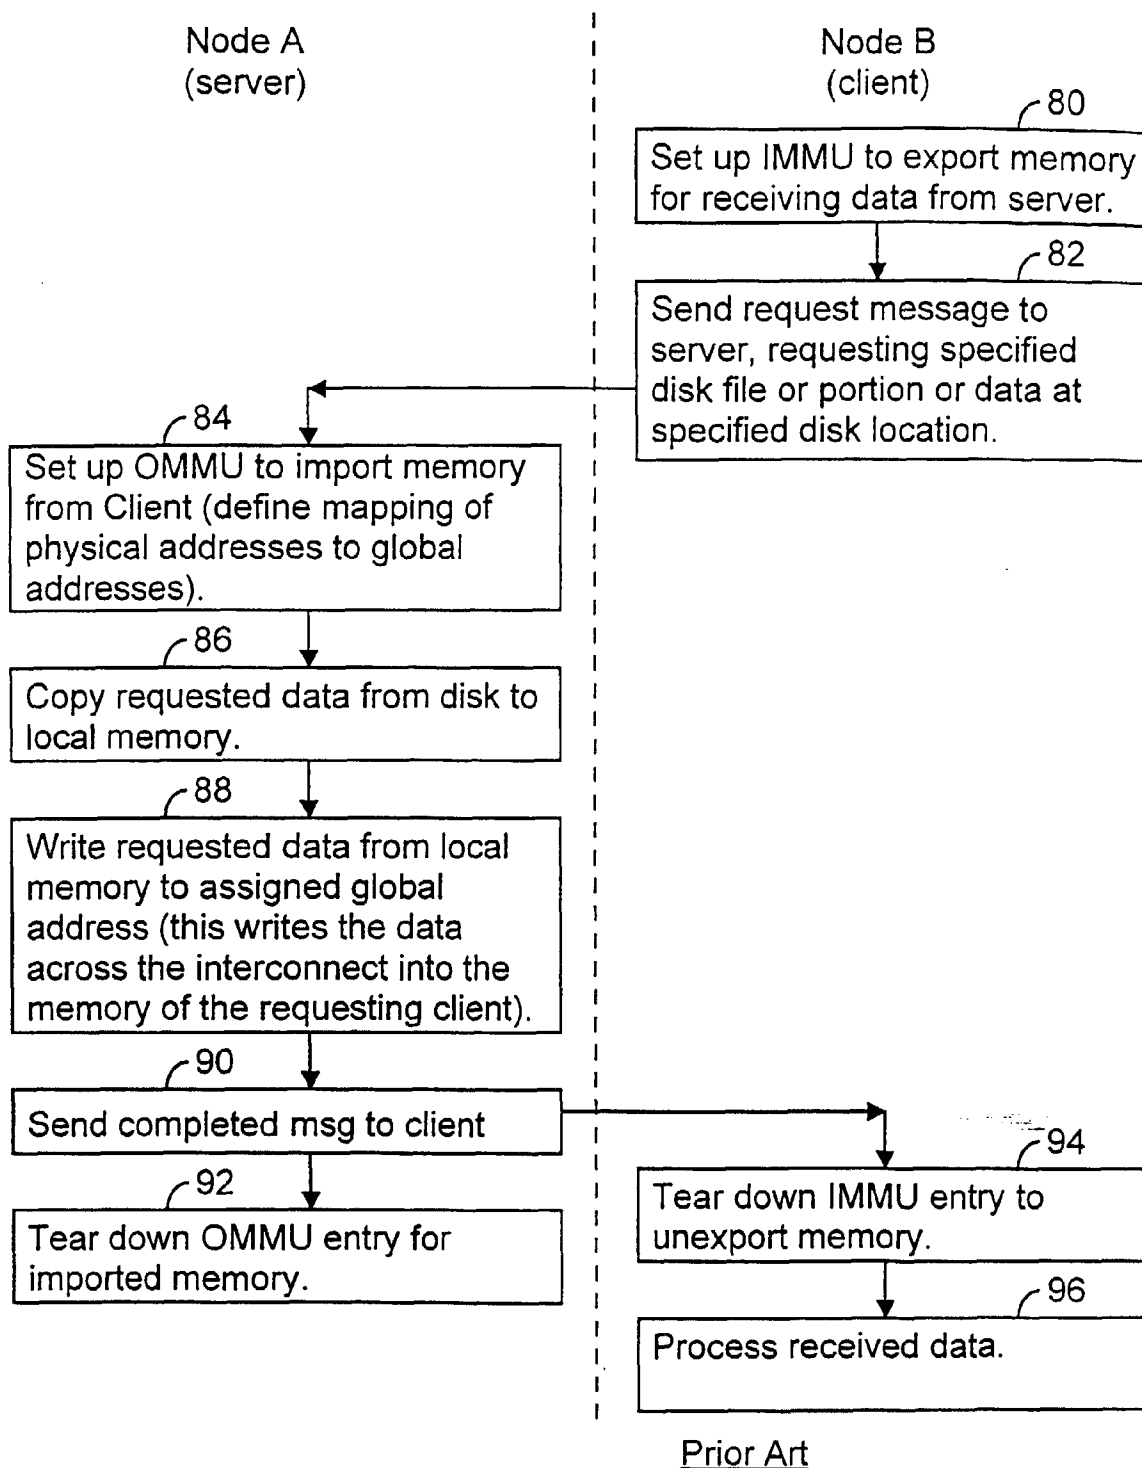 Node A
(server)
Node B
(client)
80
Set up IMMU to export memory
for receiving data from server.
82
Send request message to
server, requesting specified
disk file or portion or data at
specified disk location.
84
Set up OMMU to import memory
from Client (define mapping of
physical addresses to global
addresses).
86
Copy requested data from disk to
local memory.
88
Write requested data from local
memory to assigned global
address (this writes the data
across the interconnect into the
memory of the requesting client).
90
Send completed msg to client
92
Tear down OMMU entry for
imported memory.
94
Tear down IMMU entry to
unexport memory.
96
Process received data.
Prior Art